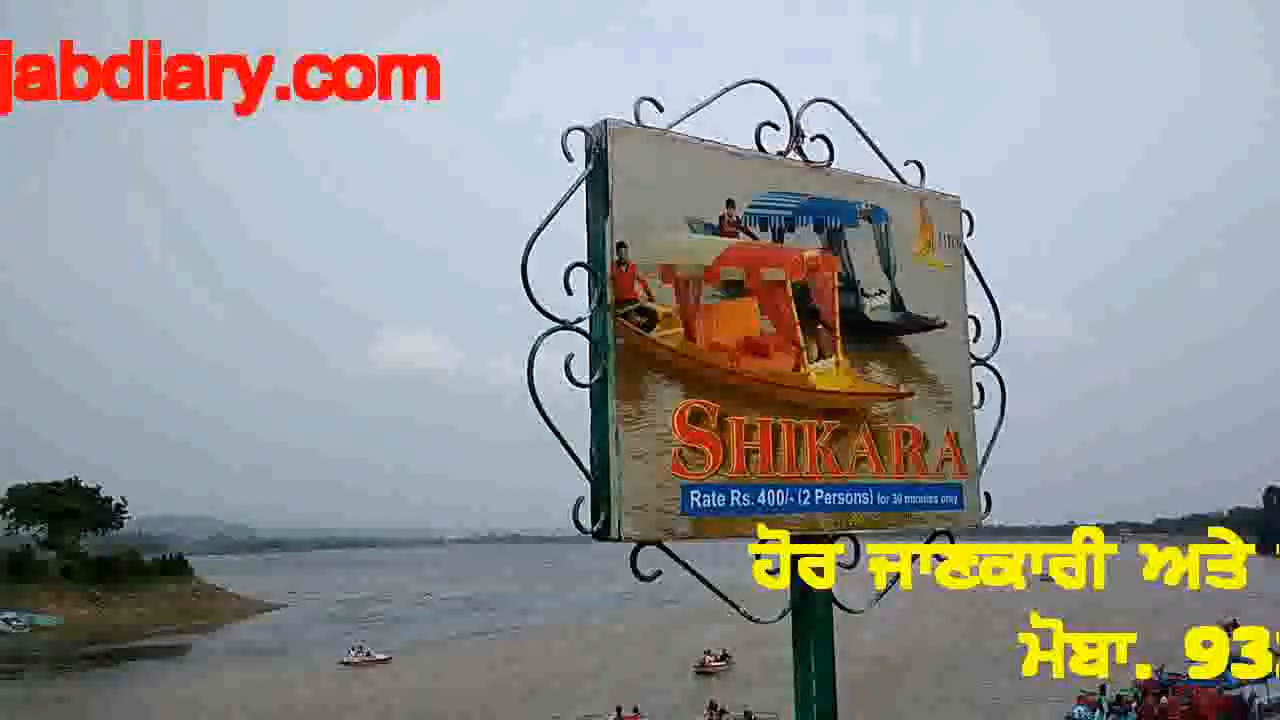 jabdiary.com
SHIKARA
Rate Rs. 400/- (2 Persons) for 30 minutes only
ਹੋਰ ਜਾਣਕਾਰੀ ਅਤੇ
ਮੋਬਾ. 93